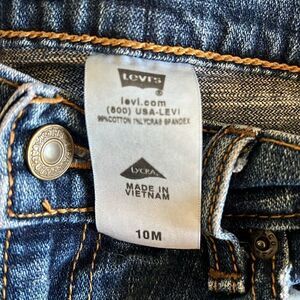 Levi's
levi.com
(800) USA-LEVI
99%COTTON 1%LYCRA® SPANDEX
LYCRA
MADE IN
VIETNAM
10M